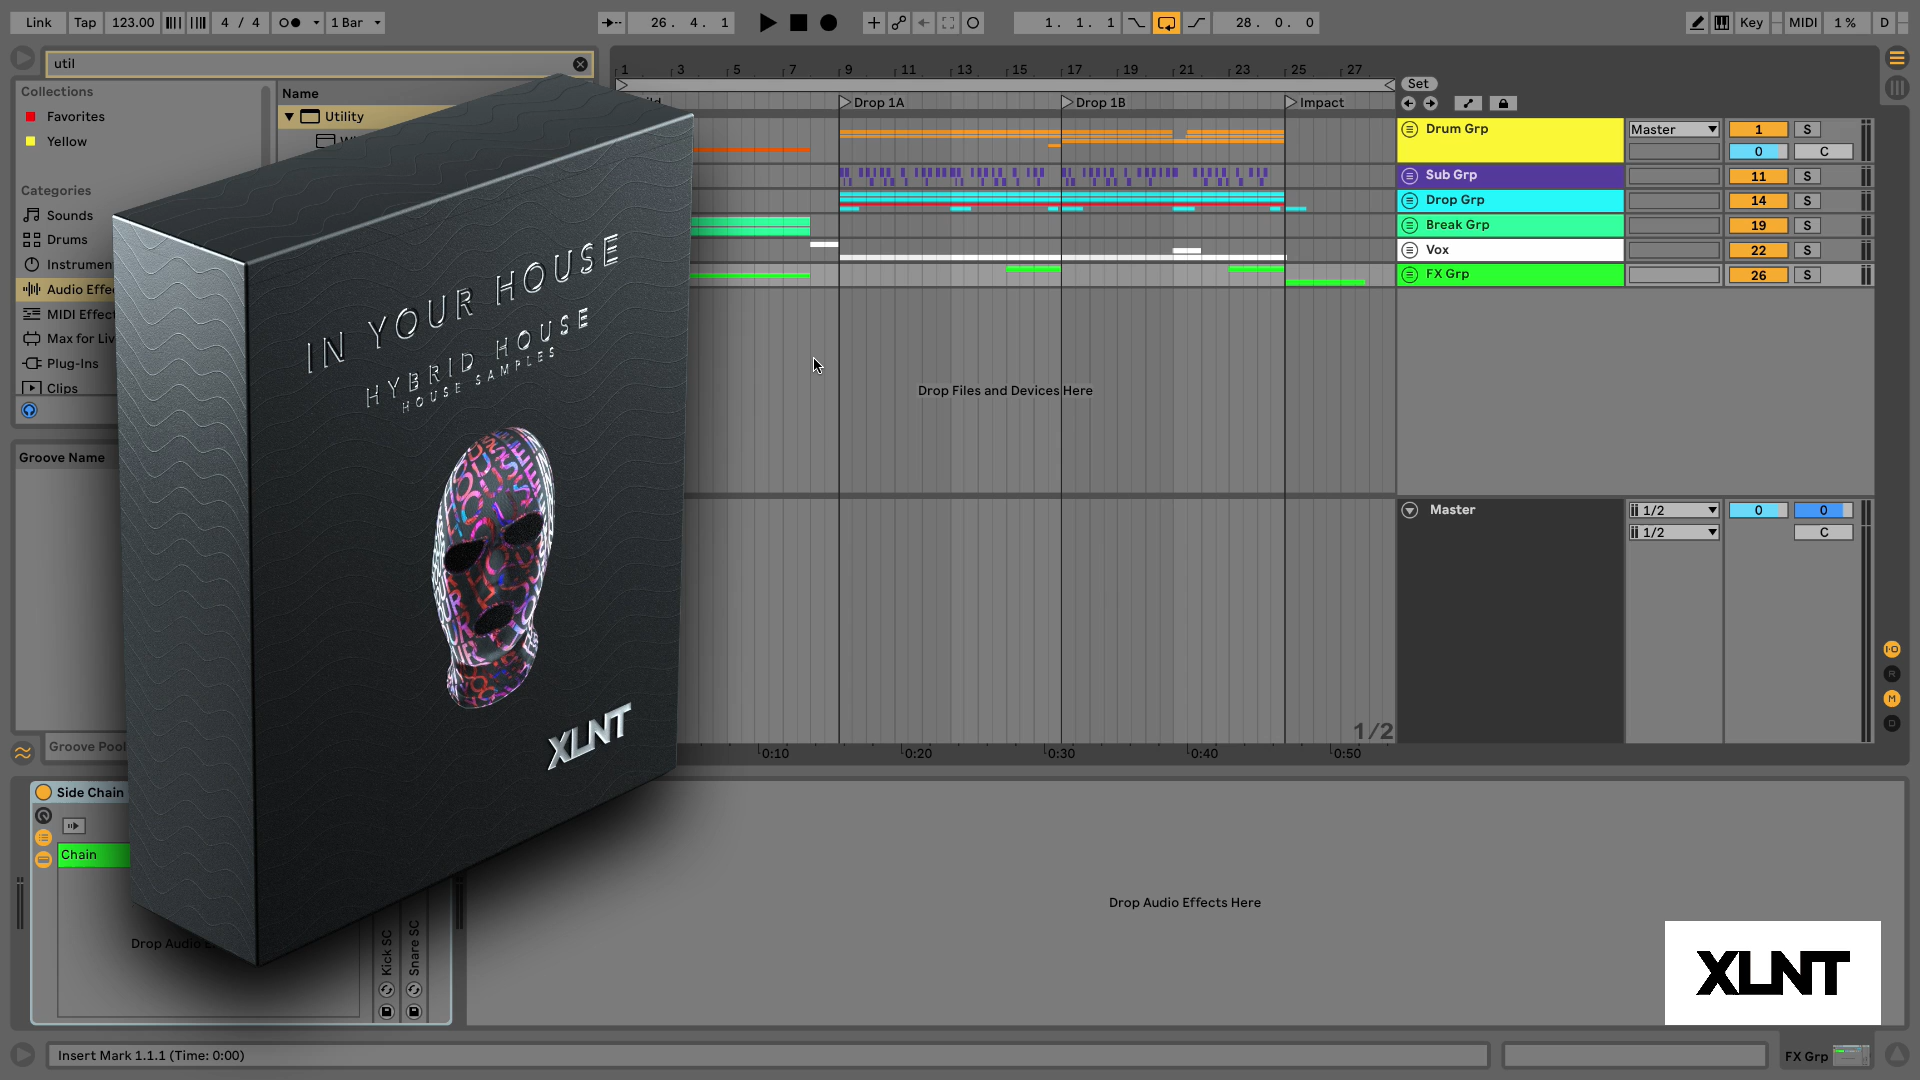 Link Tap 123.00 4 / 4 1 Bar 26. 4. 1 1. 1. 1 28. 0. 0 Key MIDI 1 % D
util
Collections
Name
Favorites
Utility
Yellow
Categories
Sounds
Drums
Instrumen
Audio Effe
MIDI Effect
Max for Liv
Plug-Ins
Clips
Groove Name
Groove Pool
1 3 5 7 9 11 13 15 17 19 21 23 25 27
Set
Drop 1A Drop 1B Impact
Drum Grp Master 1 S
0 C
Sub Grp 11 S
Drop Grp 14 S
Break Grp 19 S
Vox 22 S
FX Grp 26 S
Drop Files and Devices Here
Master 1/2 0 0
1/2 C
1/2
0:10 0:20 0:30 0:40 0:50
IN YOUR HOUSE
HYBRID HOUSE
HOUSE SAMPLES
XLNT
Side Chain
Chain
Drop Audio
Kick SC
Snare SC
Drop Audio Effects Here
XLNT
Insert Mark 1.1.1 (Time: 0:00)
FX Grp
I·O
R
M
D